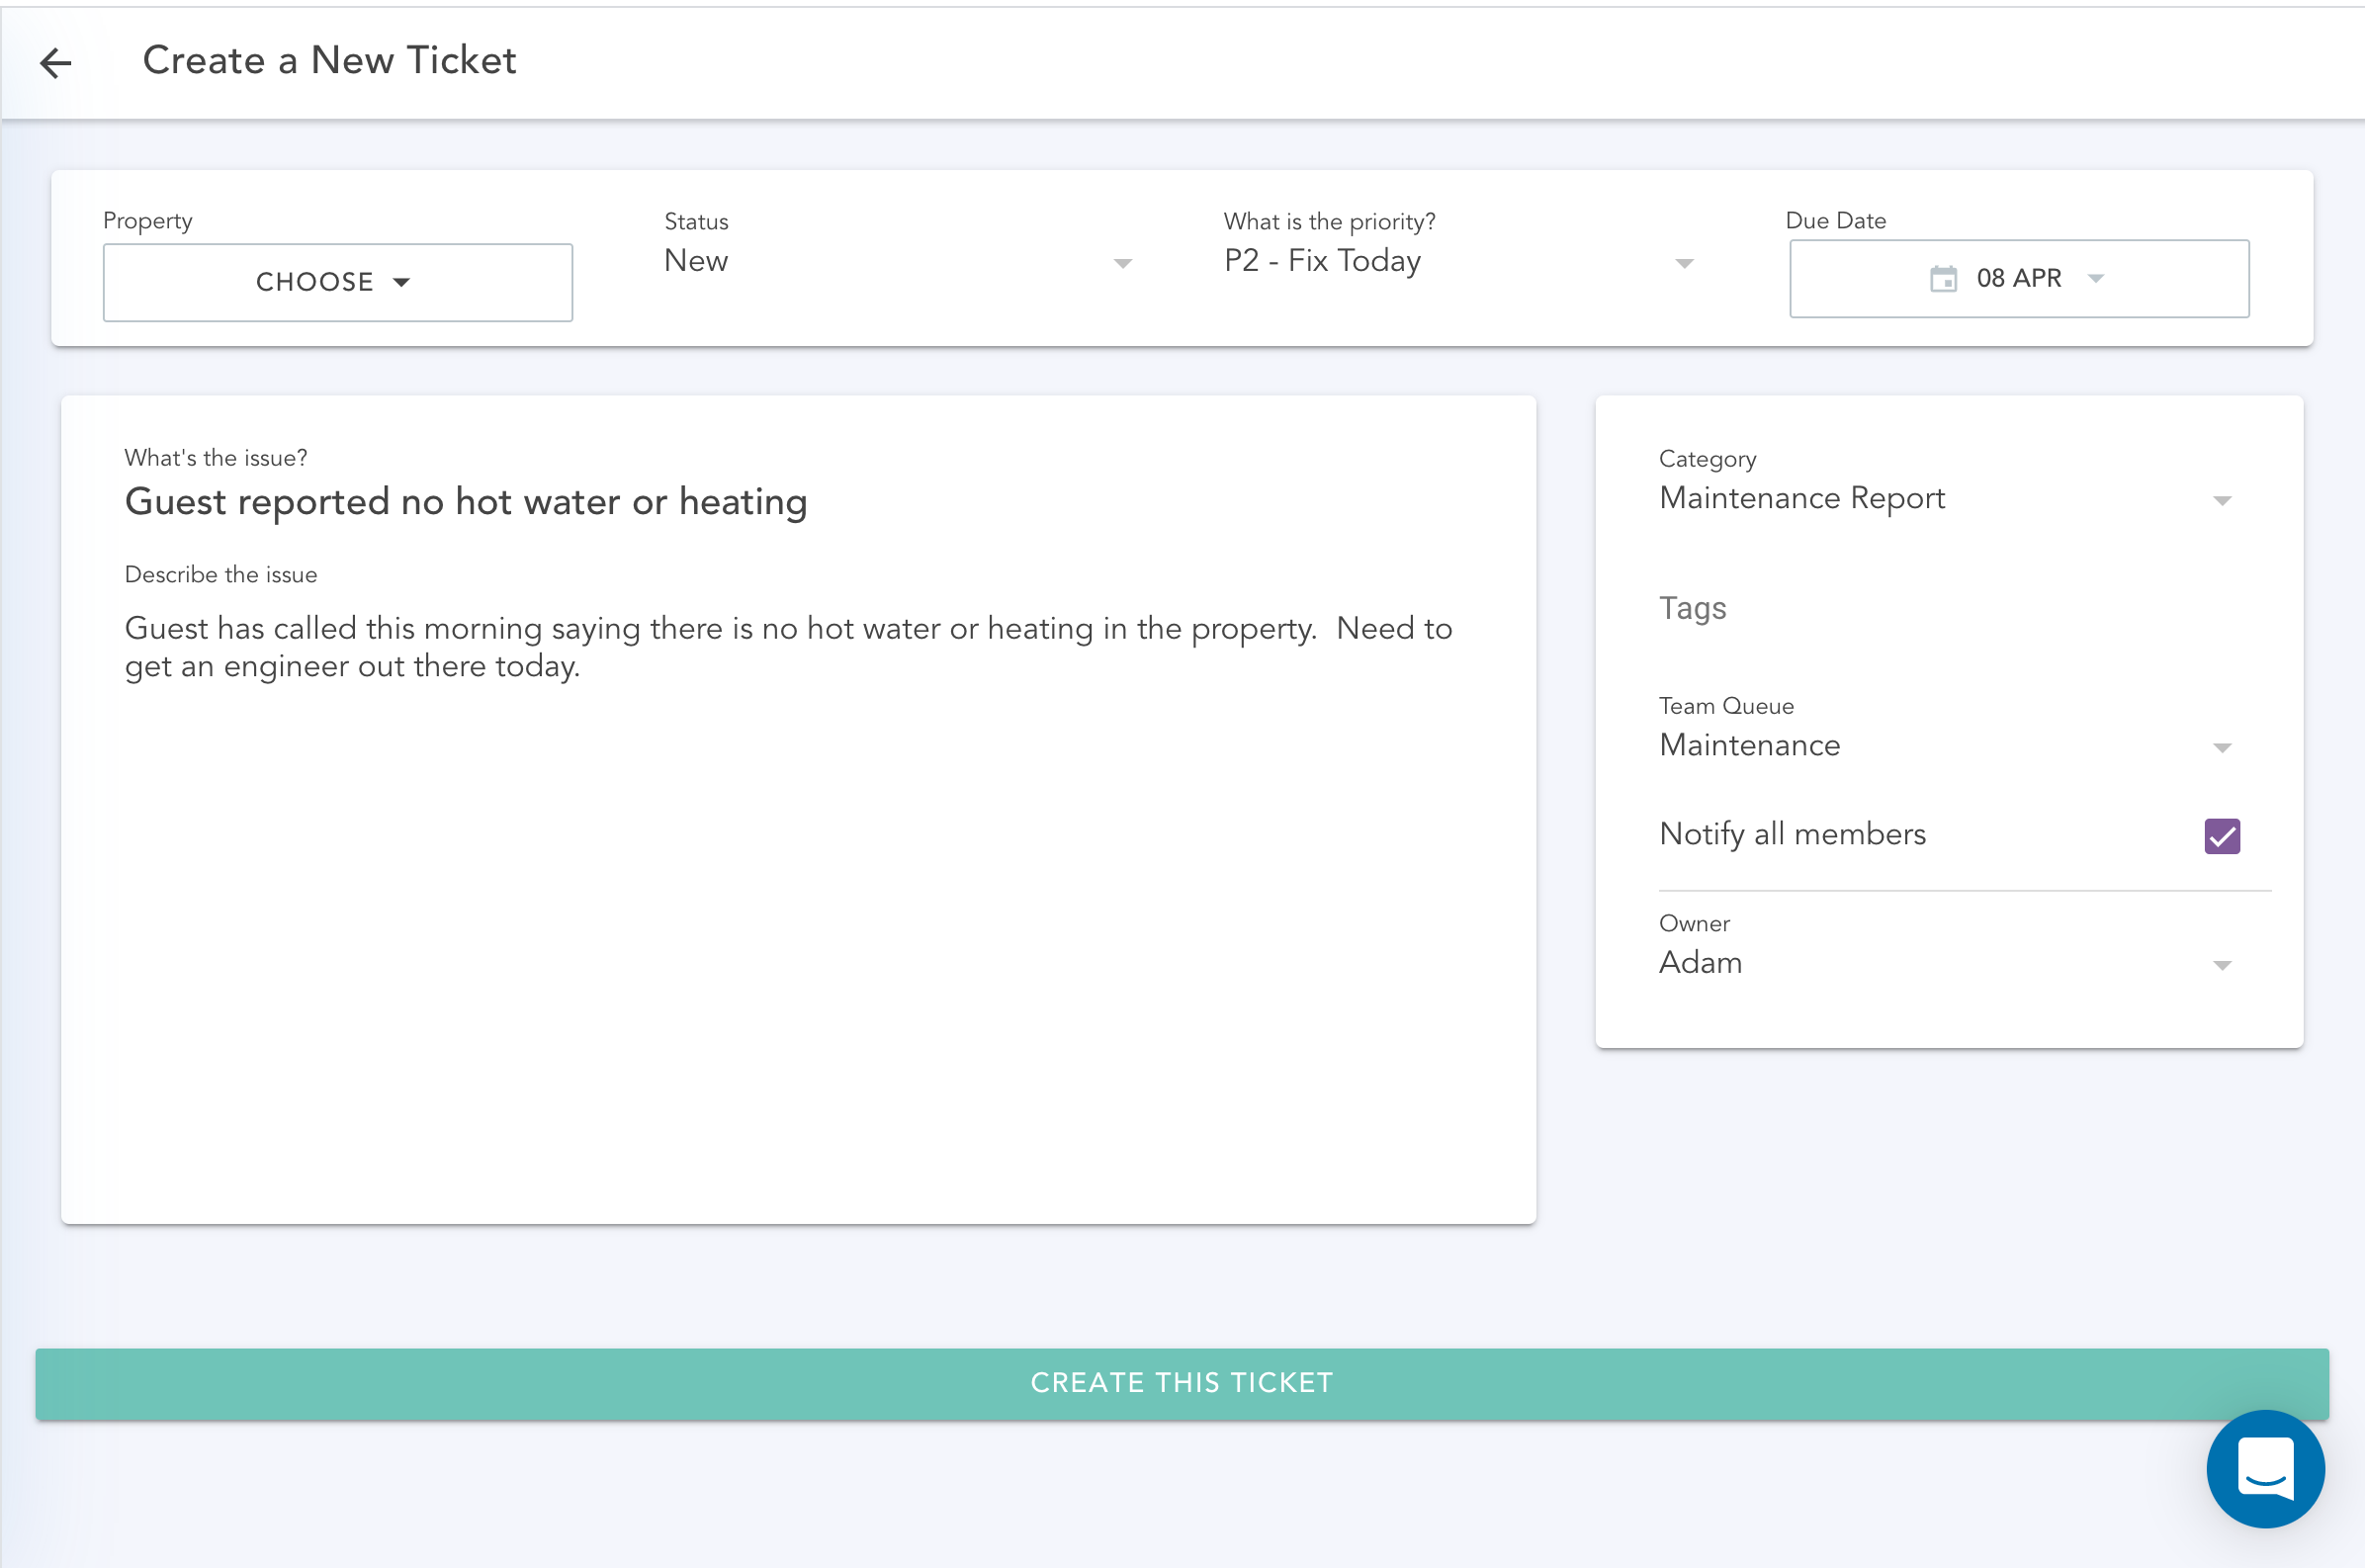 Create a New Ticket
Property
CHOOSE
Status
New
What is the priority?
P2 - Fix Today
Due Date
08 APR
What's the issue?
Guest reported no hot water or heating
Describe the issue
Guest has called this morning saying there is no hot water or heating in the property.  Need to
get an engineer out there today.
Category
Maintenance Report
Tags
Team Queue
Maintenance
Notify all members
Owner
Adam
CREATE THIS TICKET